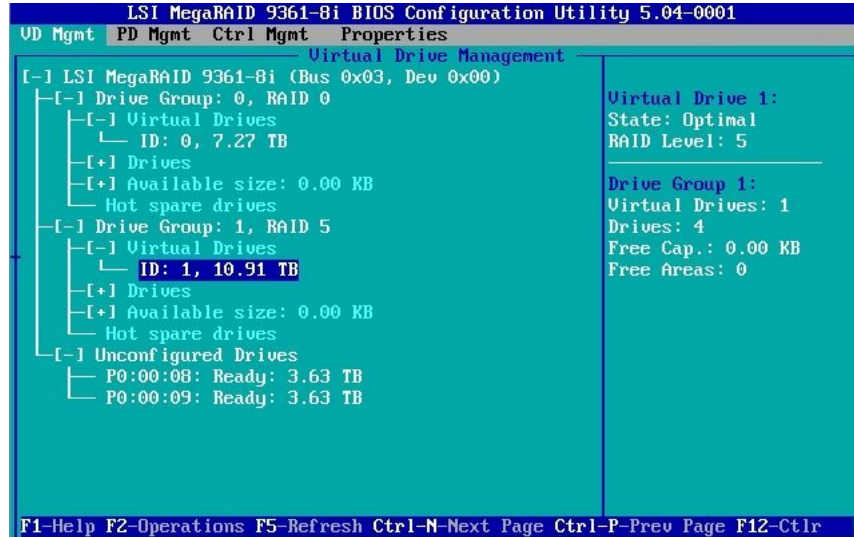 LSI MegaRAID 9361-8i BIOS Configuration Utility 5.04-0001
VD Mgmt PD Mgmt Ctrl Mgmt Properties
Virtual Drive Management
[-] LSI MegaRAID 9361-8i (Bus 0x03, Dev 0x00)
[-] Drive Group: 0, RAID 0
[-] Virtual Drives
ID: 0, 7.27 TB
[+] Drives
[+] Available size: 0.00 KB
Hot spare drives
[-] Drive Group: 1, RAID 5
[-] Virtual Drives
ID: 1, 10.91 TB
[+] Drives
[+] Available size: 0.00 KB
Hot spare drives
[-] Unconfigured Drives
P0:00:08: Ready: 3.63 TB
P0:00:09: Ready: 3.63 TB
Virtual Drive 1:
State: Optimal
RAID Level: 5
Drive Group 1:
Virtual Drives: 1
Drives: 4
Free Cap.: 0.00 KB
Free Areas: 0
F1-Help F2-Operations F5-Refresh Ctrl-N-Next Page Ctrl-P-Prev Page F12-Ctlr